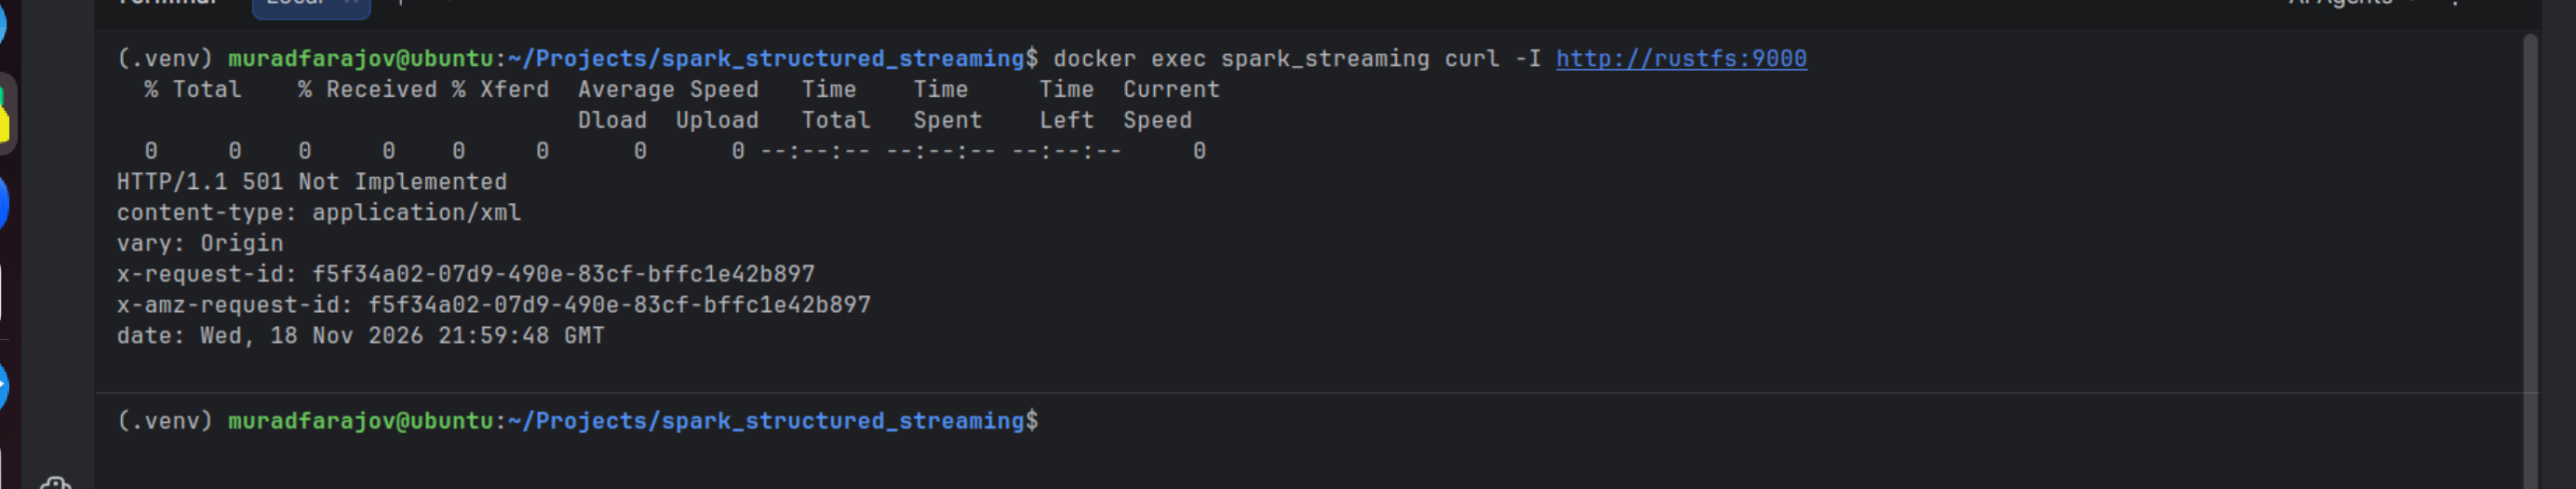 Terminal Local
AI Agents
(.venv) muradfarajov@ubuntu:~/Projects/spark_structured_streaming$ docker exec spark_streaming curl -I http://rustfs:9000
% Total % Received % Xferd Average Speed Time Time Time Current
Dload Upload Total Spent Left Speed
0 0 0 0 0 0 0 0 --:--:-- --:--:-- --:--:-- 0
HTTP/1.1 501 Not Implemented
content-type: application/xml
vary: Origin
x-request-id: f5f34a02-07d9-490e-83cf-bffc1e42b897
x-amz-request-id: f5f34a02-07d9-490e-83cf-bffc1e42b897
date: Wed, 18 Nov 2026 21:59:48 GMT
(.venv) muradfarajov@ubuntu:~/Projects/spark_structured_streaming$